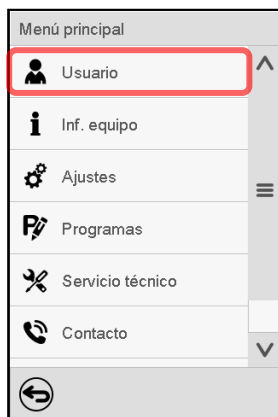 Menú principal
Usuario
Inf. equipo
Ajustes
Programas
Servicio técnico
Contacto